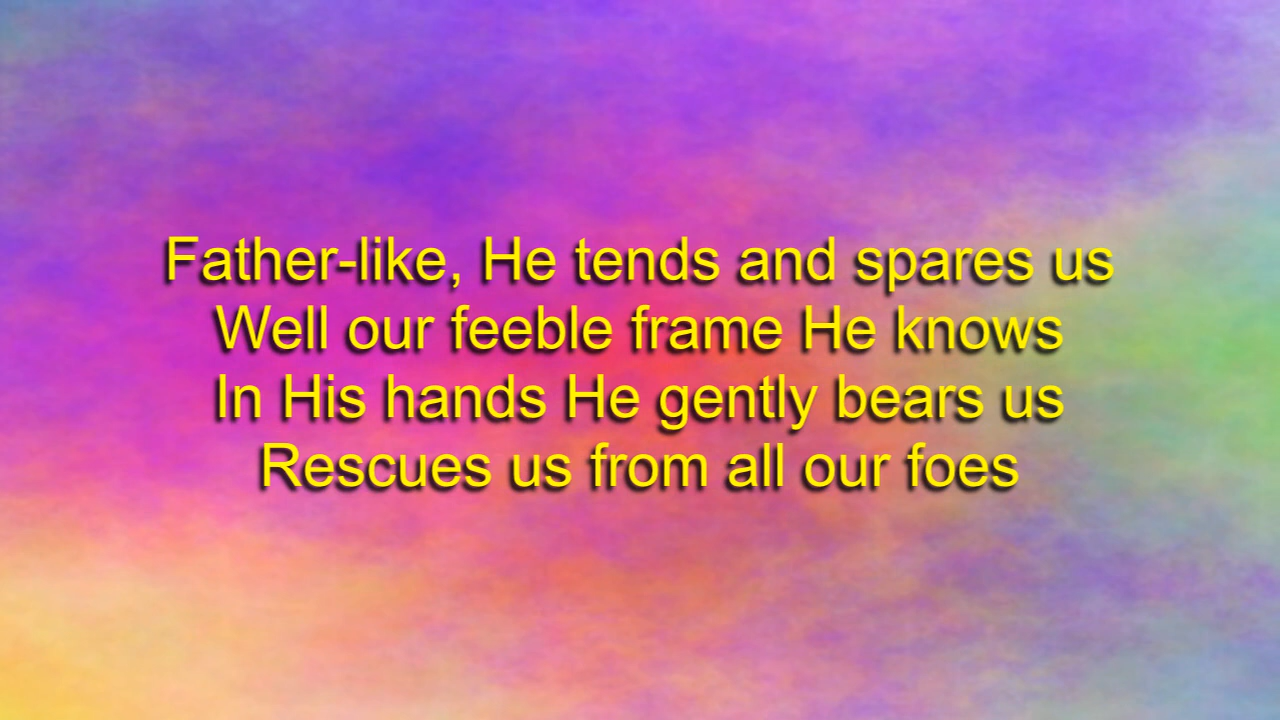 Father-like, He tends and spares us
Well our feeble frame He knows
In His hands He gently bears us
Rescues us from all our foes